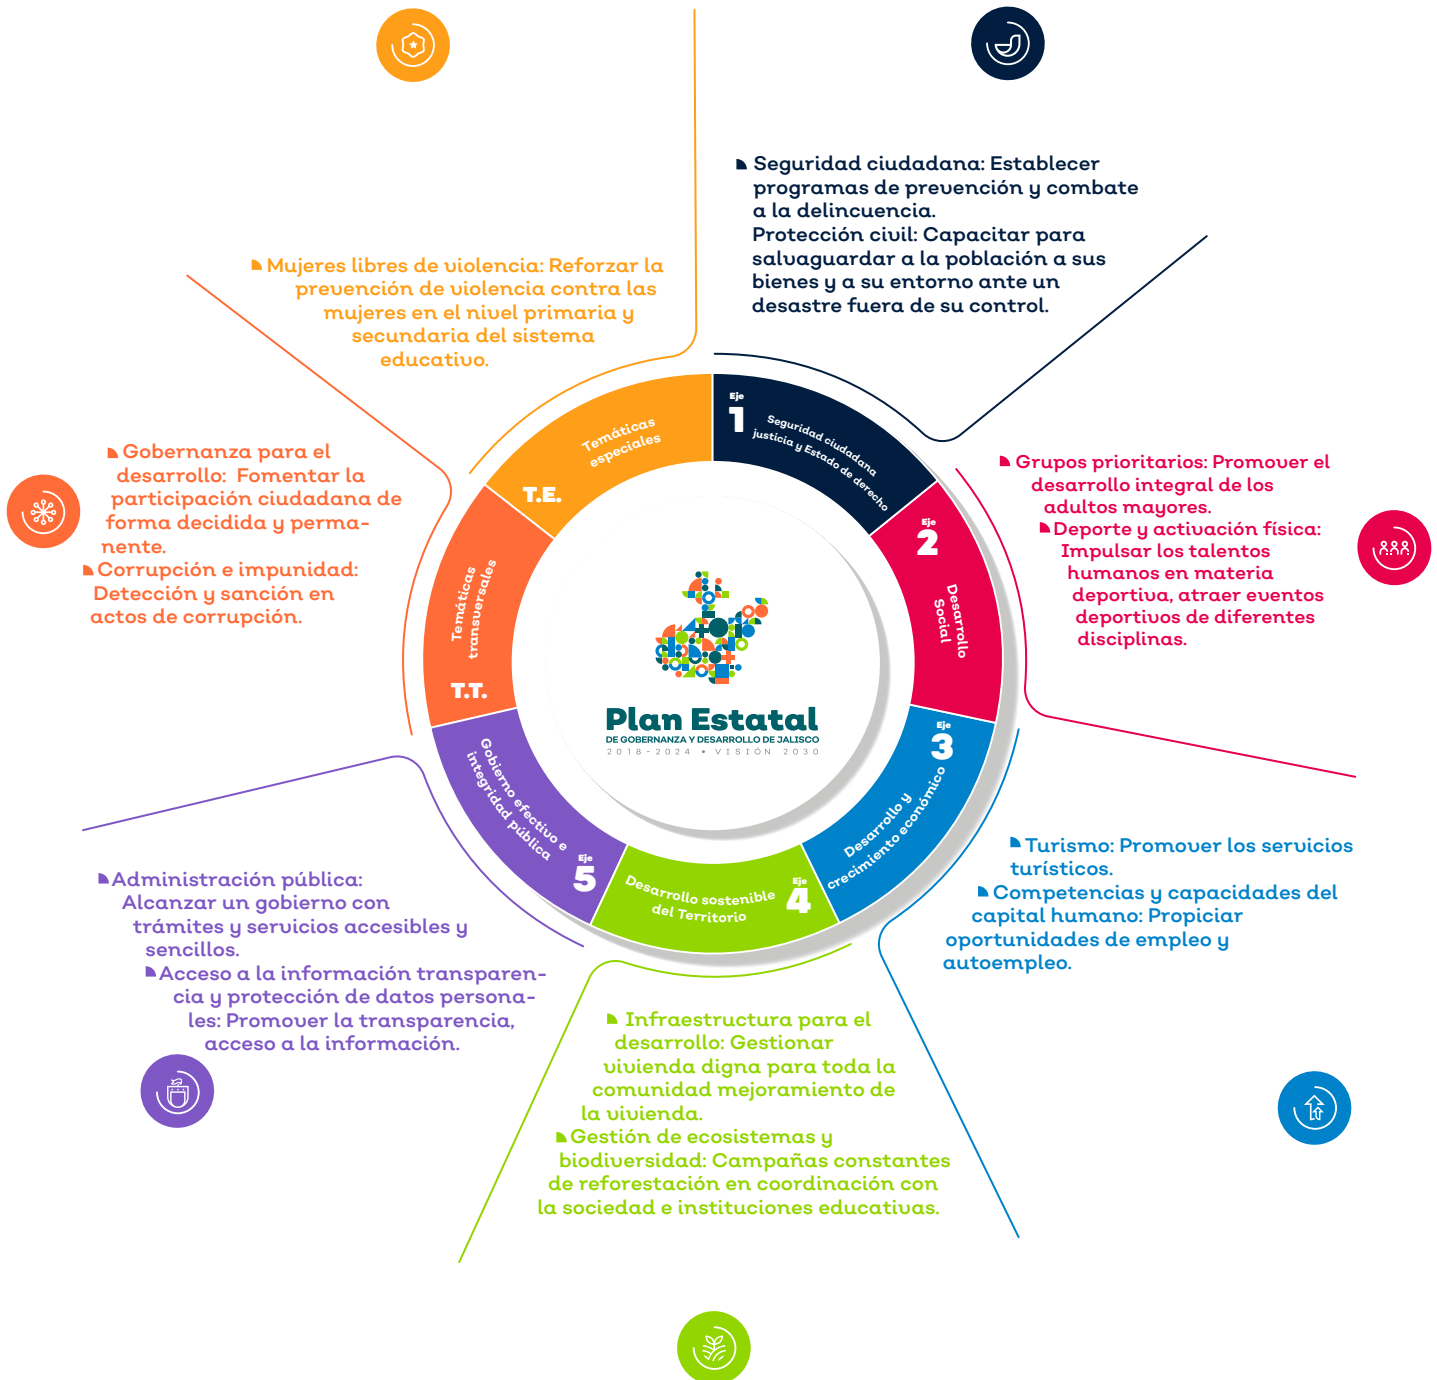 Seguridad ciudadana: Establecer
programas de prevención y combate
a la delincuencia.
Protección civil: Capacitar para
salvaguardar a la población a sus
bienes y a su entorno ante un
desastre fuera de su control.
Mujeres libres de violencia: Reforzar la
prevención de violencia contra las
mujeres en el nivel primaria y
secundaria del sistema
educativo.
Gobernanza para el
desarrollo: Fomentar la
participación ciudadana de
forma decidida y perma-
nente.
Corrupción e impunidad:
Detección y sanción en
actos de corrupción.
Grupos prioritarios: Promover el
desarrollo integral de los
adultos mayores.
Deporte y activación física:
Impulsar los talentos
humanos en materia
deportiva, atraer eventos
deportivos de diferentes
disciplinas.
Temáticas
especiales
T.E.
Eje
1
Seguridad ciudadana
justicia y Estado de derecho
Eje
2
Desarrollo
Social
Temáticas
transversales
T.T.
Plan Estatal
DE GOBERNANZA Y DESARROLLO DE JALISCO
2018-2024 • VISIÓN 2030
Eje
3
Desarrollo y
crecimiento económico
Eje
4
Desarrollo sostenible
del Territorio
Eje
5
Gobierno efectivo e
integridad pública
Turismo: Promover los servicios
turísticos.
Competencias y capacidades del
capital humano: Propiciar
oportunidades de empleo y
autoempleo.
Administración pública:
Alcanzar un gobierno con
trámites y servicios accesibles y
sencillos.
Acceso a la información transparen-
cia y protección de datos persona-
les: Promover la transparencia,
acceso a la información.
Infraestructura para el
desarrollo: Gestionar
vivienda digna para toda la
comunidad mejoramiento de
la vivienda.
Gestión de ecosistemas y
biodiversidad: Campañas constantes
de reforestación en coordinación con
la sociedad e instituciones educativas.